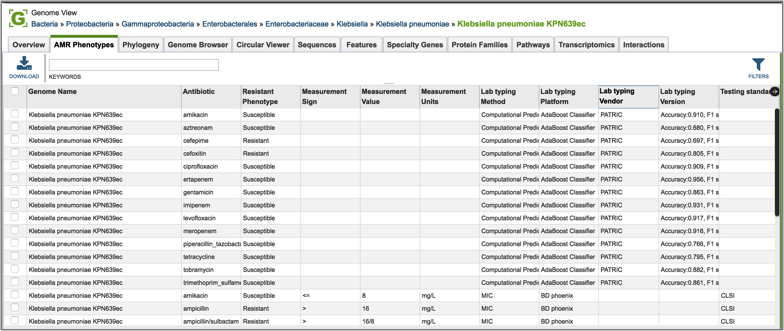 Genome View
Bacteria » Proteobacteria » Gammaproteobacteria » Enterobacterales » Enterobacteriaceae » Klebsiella » Klebsiella pneumoniae » Klebsiella pneumoniae KPN639ec
Overview AMR Phenotypes Phylogeny Genome Browser Circular Viewer Sequences Features Specialty Genes Protein Families Pathways Transcriptomics Interactions
DOWNLOAD KEYWORDS FILTERS
Genome Name Antibiotic Resistant Phenotype Measurement Sign Measurement Value Measurement Units Lab typing Method Lab typing Platform Lab typing Vendor Lab typing Version Testing standar
Klebsiella pneumoniae KPN639ec amikacin Susceptible Computational Predi AdaBoost Classifier PATRIC Accuracy:0.910, F1 s
Klebsiella pneumoniae KPN639ec aztreonam Susceptible Computational Predi AdaBoost Classifier PATRIC Accuracy:0.680, F1 s
Klebsiella pneumoniae KPN639ec cefepime Resistant Computational Predi AdaBoost Classifier PATRIC Accuracy:0.697, F1 s
Klebsiella pneumoniae KPN639ec cefoxitin Resistant Computational Predi AdaBoost Classifier PATRIC Accuracy:0.805, F1 s
Klebsiella pneumoniae KPN639ec ciprofloxacin Susceptible Computational Predi AdaBoost Classifier PATRIC Accuracy:0.909, F1 s
Klebsiella pneumoniae KPN639ec ertapenem Susceptible Computational Predi AdaBoost Classifier PATRIC Accuracy:0.956, F1 s
Klebsiella pneumoniae KPN639ec gentamicin Susceptible Computational Predi AdaBoost Classifier PATRIC Accuracy:0.863, F1 s
Klebsiella pneumoniae KPN639ec imipenem Susceptible Computational Predi AdaBoost Classifier PATRIC Accuracy:0.931, F1 s
Klebsiella pneumoniae KPN639ec levofloxacin Susceptible Computational Predi AdaBoost Classifier PATRIC Accuracy:0.917, F1 s
Klebsiella pneumoniae KPN639ec meropenem Susceptible Computational Predi AdaBoost Classifier PATRIC Accuracy:0.916, F1 s
Klebsiella pneumoniae KPN639ec piperacillin_tazobact Susceptible Computational Predi AdaBoost Classifier PATRIC Accuracy:0.766, F1 s
Klebsiella pneumoniae KPN639ec tetracycline Susceptible Computational Predi AdaBoost Classifier PATRIC Accuracy:0.795, F1 s
Klebsiella pneumoniae KPN639ec tobramycin Susceptible Computational Predi AdaBoost Classifier PATRIC Accuracy:0.882, F1 s
Klebsiella pneumoniae KPN639ec trimethoprim_sulfame Susceptible Computational Predi AdaBoost Classifier PATRIC Accuracy:0.861, F1 s
Klebsiella pneumoniae KPN639ec amikacin Susceptible <= 8 mg/L MIC BD phoenix CLSI
Klebsiella pneumoniae KPN639ec ampicillin Resistant > 16 mg/L MIC BD phoenix CLSI
Klebsiella pneumoniae KPN639ec ampicillin/sulbactam Resistant > 16/8 mg/L MIC BD phoenix CLSI